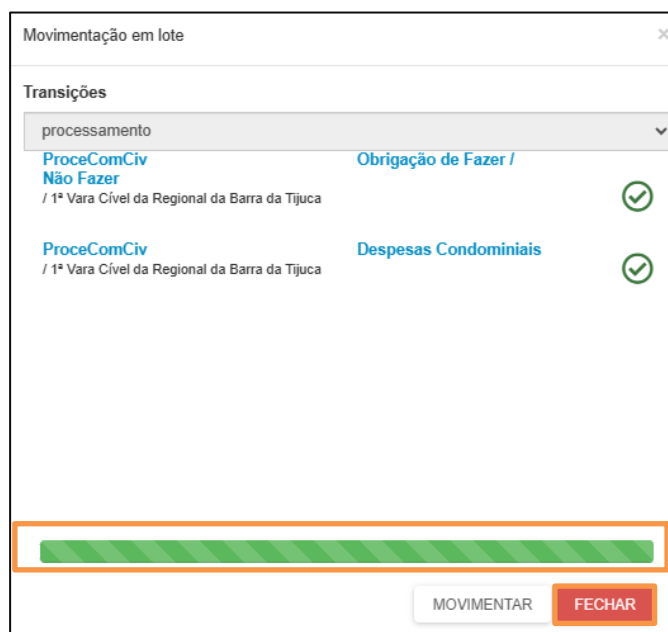 Movimentação em lote ×
Transições
processamento
ProceComCiv Obrigação de Fazer /
Não Fazer
/ 1ª Vara Cível da Regional da Barra da Tijuca
ProceComCiv Despesas Condominiais
/ 1ª Vara Cível da Regional da Barra da Tijuca
MOVIMENTAR FECHAR